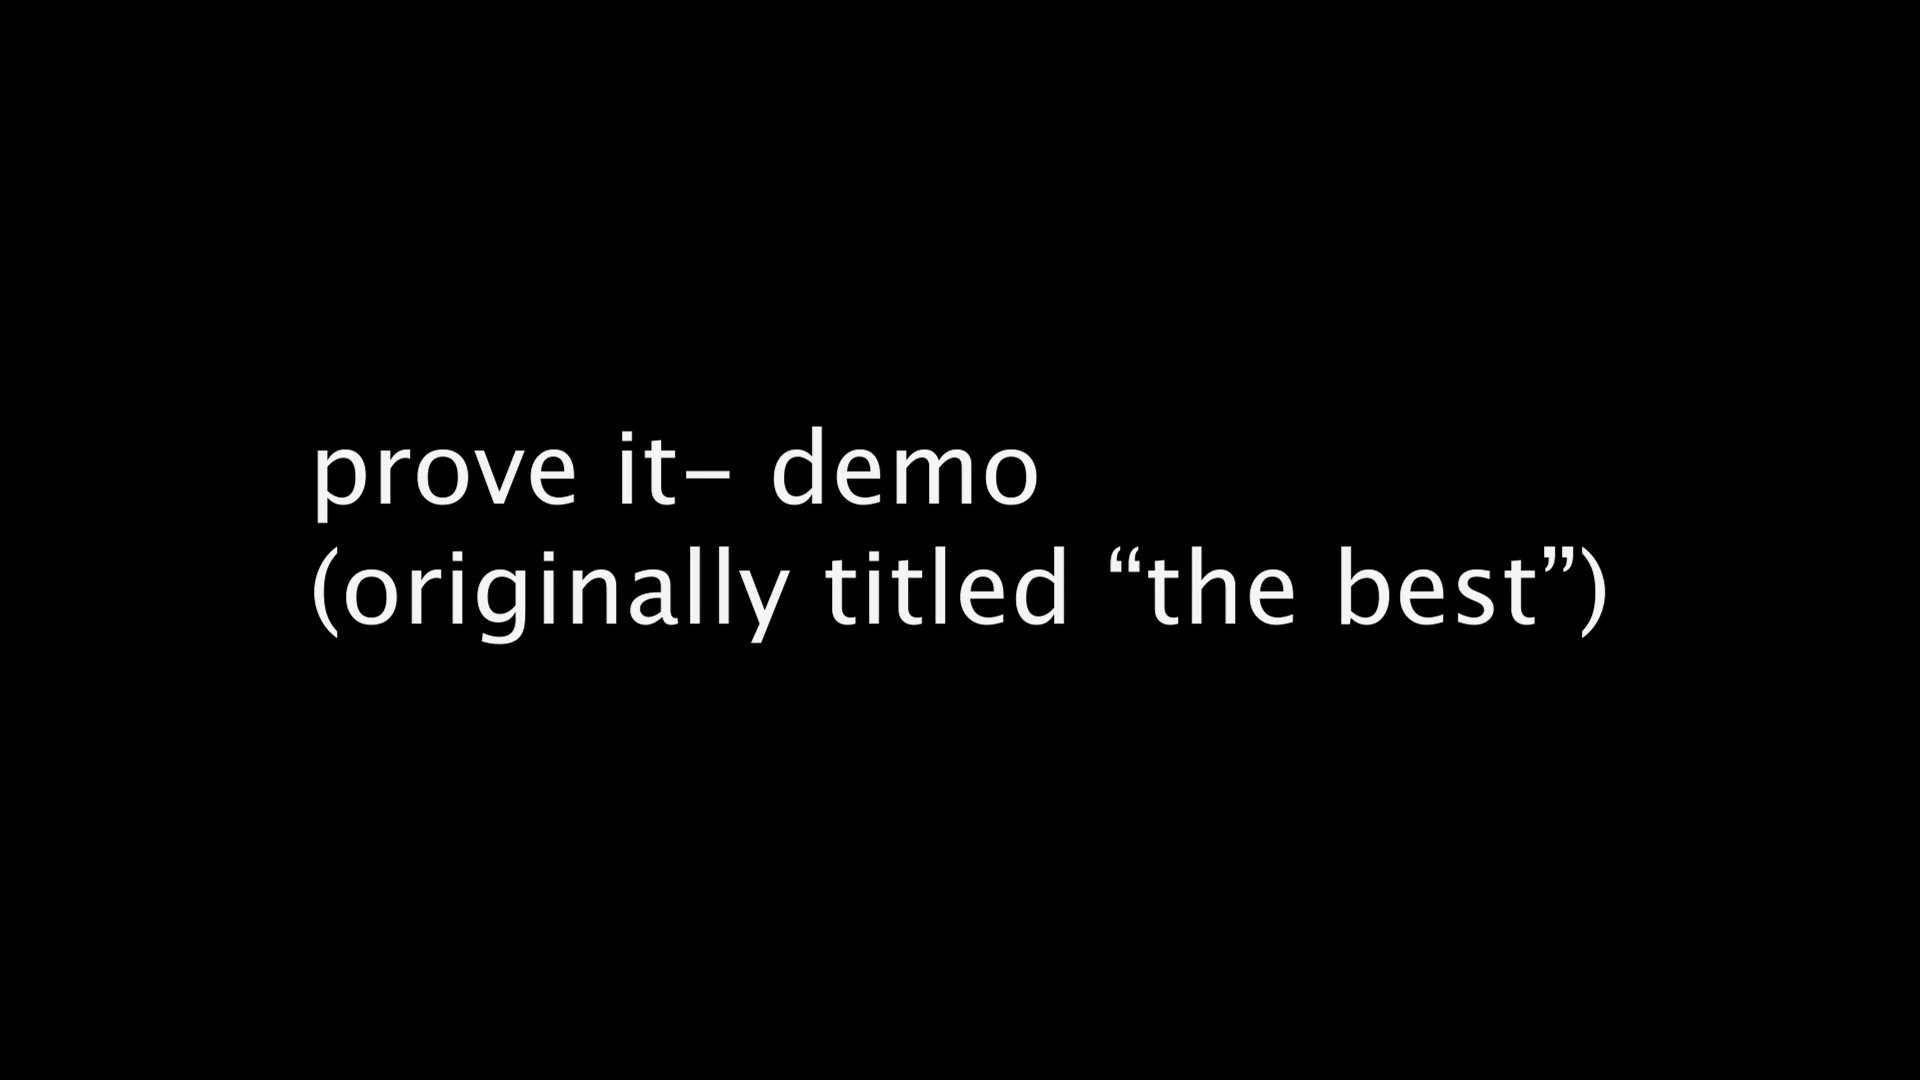 prove it- demo
(originally titled “the best”)